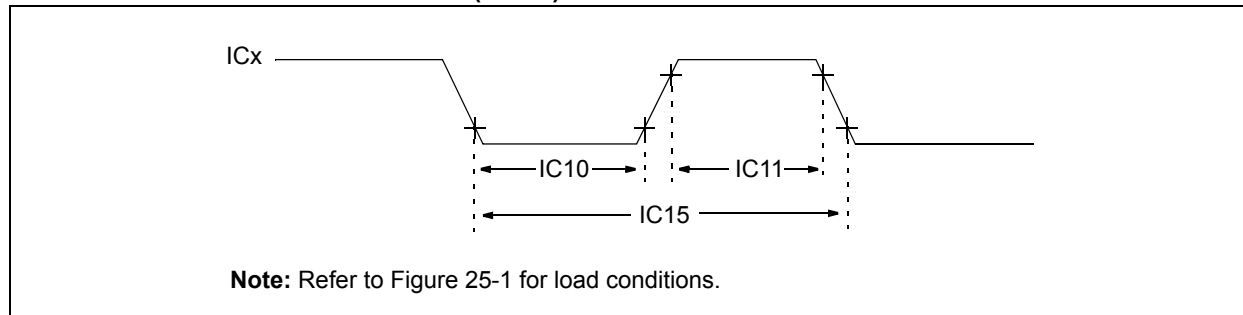 ICx
IC10
IC11
IC15
Note: Refer to Figure 25-1 for load conditions.